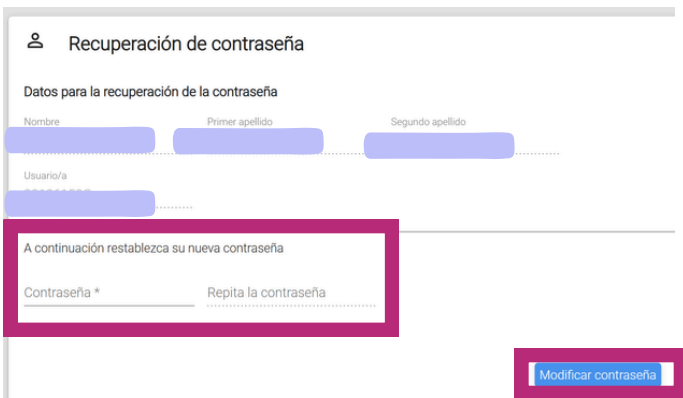 Recuperación de contraseña
Datos para la recuperación de la contraseña
Nombre Primer apellido Segundo apellido
Usuario/a
A continuación restablezca su nueva contraseña
Contraseña * Repita la contraseña
Modificar contraseña